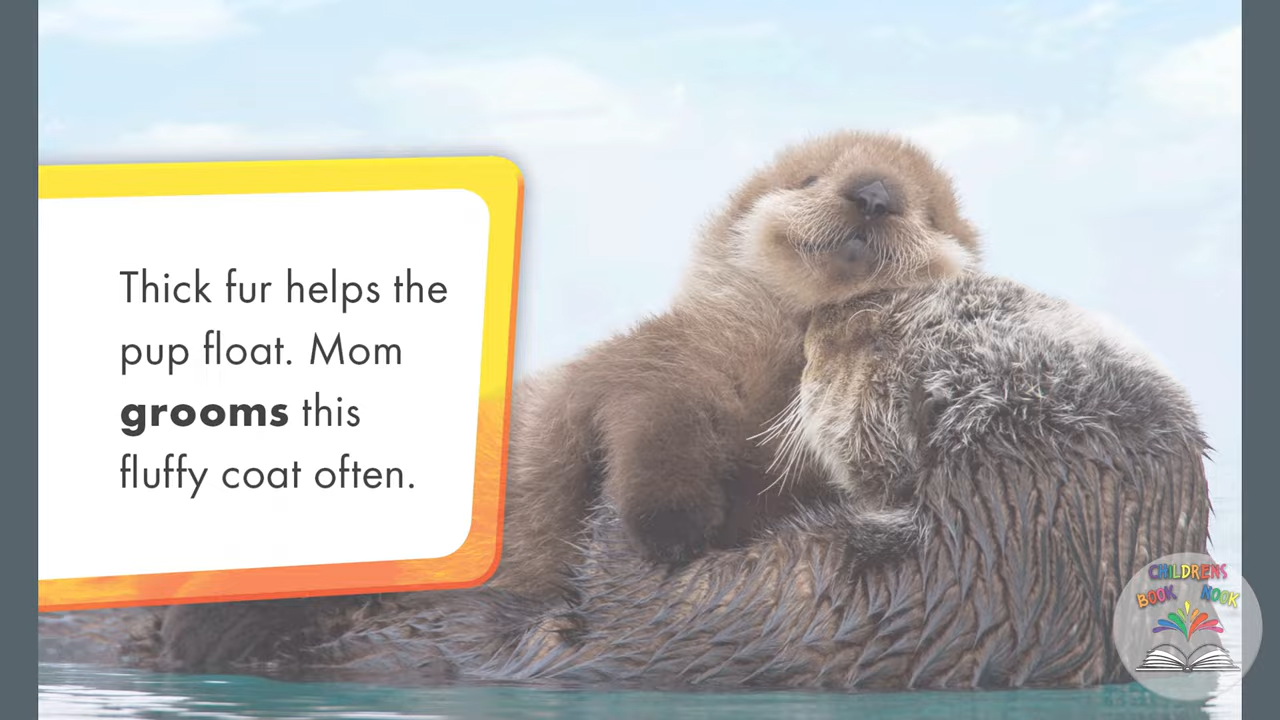 Thick fur helps the
pup float. Mom
grooms this
fluffy coat often.
CHILDRENS
BOOK NOOK